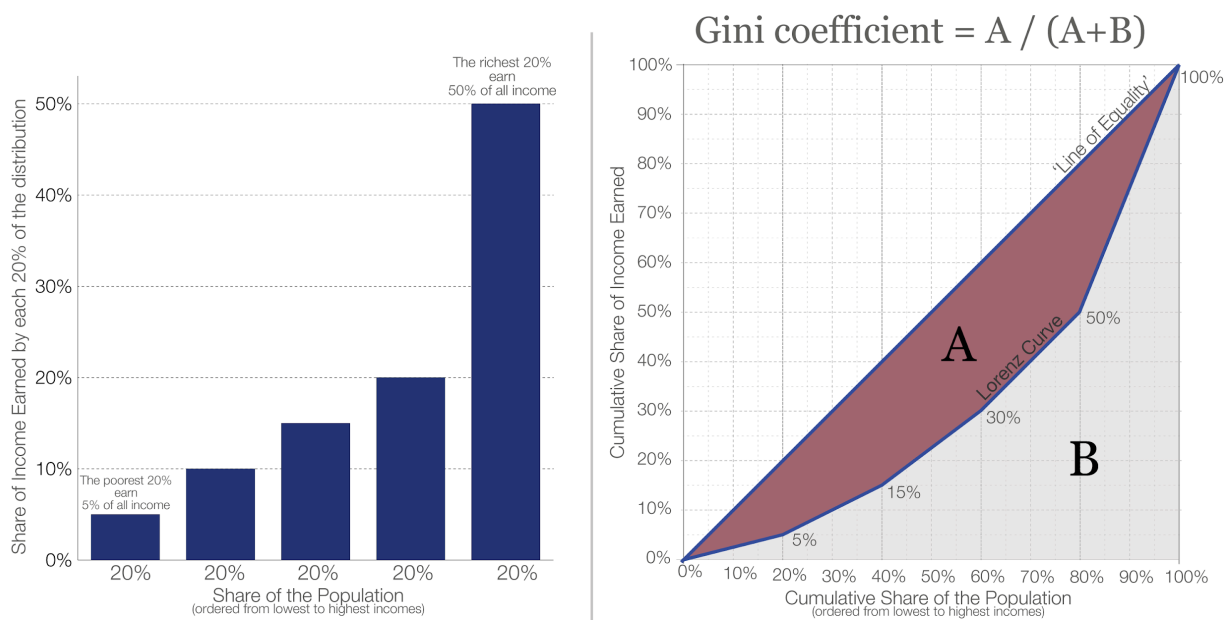 The richest 20%
earn
50% of all income
Share of Income Earned by each 20% of the distribution
50%
40%
30%
20%
10%
0%
The poorest 20%
earn
5% of all income
20%
20%
20%
20%
20%
Share of the Population
(ordered from lowest to highest incomes)
Gini coefficient = A / (A+B)
Cumulative Share of Income Earned
100%
90%
80%
70%
60%
50%
40%
30%
20%
10%
0%
100%
'Line of Equality'
A
Lorenz Curve
50%
30%
B
15%
5%
0%
10%
20%
30%
40%
50%
60%
70%
80%
90%
100%
Cumulative Share of the Population
(ordered from lowest to highest incomes)